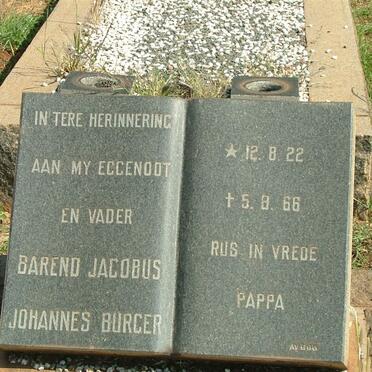 IN TERE HERINNERING
AAN MY EGGENOOT
EN VADER
BAREND JACOBUS
JOHANNES BURGER
★ 12. 8. 22
✝ 5. 8. 66
RUS IN VREDE
PAPPA